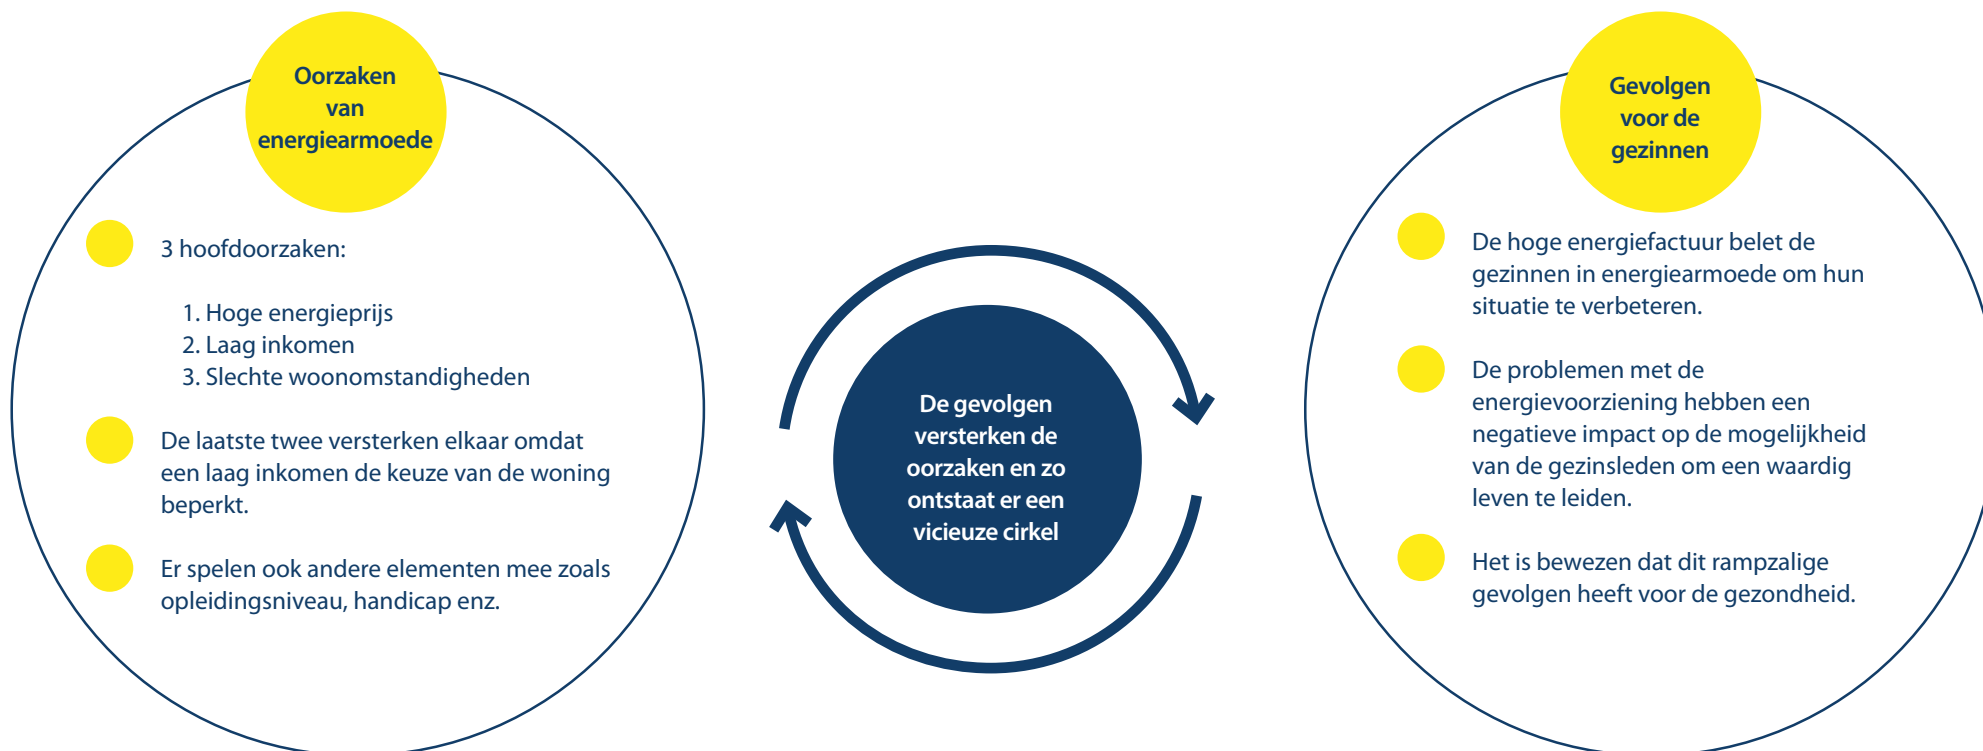 Oorzaken
van
energiearmoede
3 hoofdoorzaken:
1. Hoge energieprijs
2. Laag inkomen
3. Slechte woonomstandigheden
De laatste twee versterken elkaar omdat
een laag inkomen de keuze van de woning
beperkt.
Er spelen ook andere elementen mee zoals
opleidingsniveau, handicap enz.
De gevolgen
versterken de
oorzaken en zo
ontstaat er een
vicieuze cirkel
Gevolgen
voor de
gezinnen
De hoge energiefactuur belet de
gezinnen in energiearmoede om hun
situatie te verbeteren.
De problemen met de
energievoorziening hebben een
negatieve impact op de mogelijkheid
van de gezinsleden om een waardig
leven te leiden.
Het is bewezen dat dit rampzalige
gevolgen heeft voor de gezondheid.